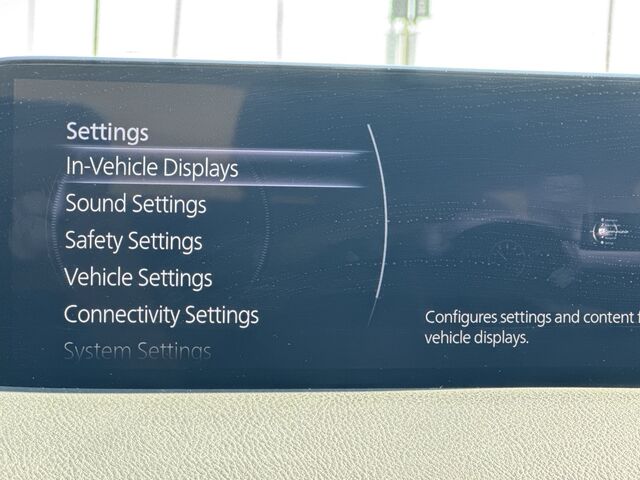 Settings
In-Vehicle Displays
Sound Settings
Safety Settings
Vehicle Settings
Connectivity Settings
System Settings
Configures settings and content
vehicle displays.